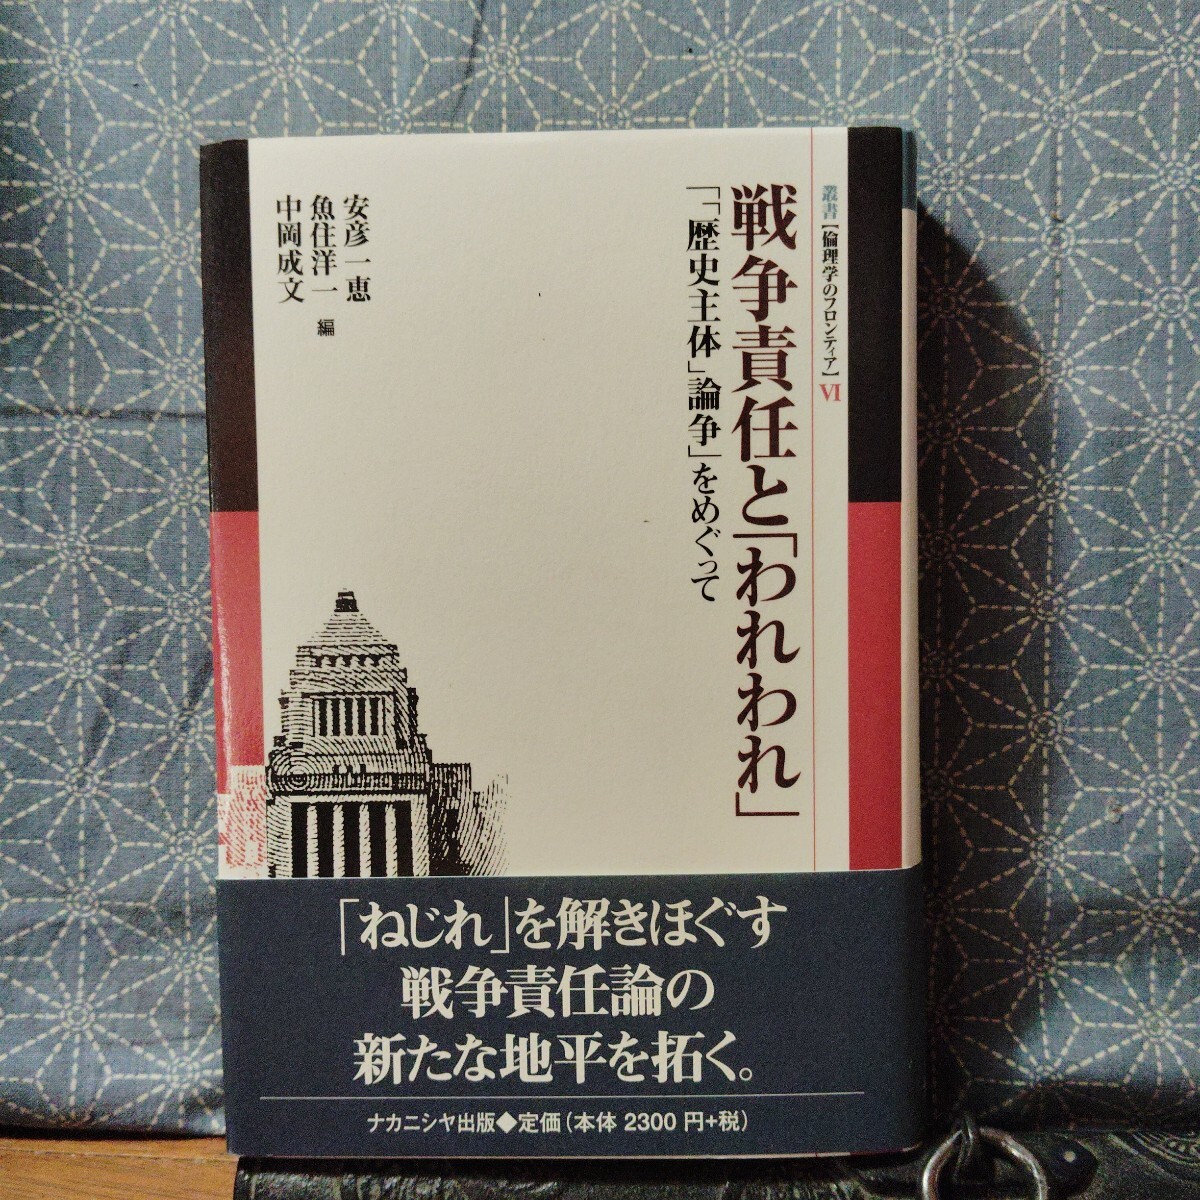 叢書【倫理学のフロンティア】Ⅵ
戦争責任と「われわれ」
「「歴史主体」論争」をめぐって
安彦一恵
魚住洋一 編
中岡成文
「ねじれ」を解きほぐす
戦争責任論の
新たな地平を拓く。
ナカニシヤ出版◆定価(本体 2300 円+税)